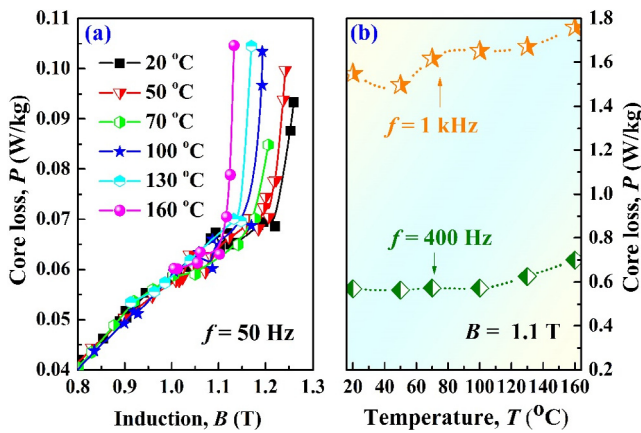 (a)
(b)
0.11
0.10
0.09
0.08
0.07
0.06
0.05
0.04
Core loss, P (W/kg)
20 °C
50 °C
70 °C
100 °C
130 °C
160 °C
f = 50 Hz
0.8 0.9 1.0 1.1 1.2 1.3
Induction, B (T)
f = 1 kHz
f = 400 Hz
B = 1.1 T
20 40 60 80 100 120 140 160
Temperature, T (°C)
1.8
1.6
1.4
1.2
1.0
0.8
0.6
0.4
0.2
Core loss, P (W/kg)